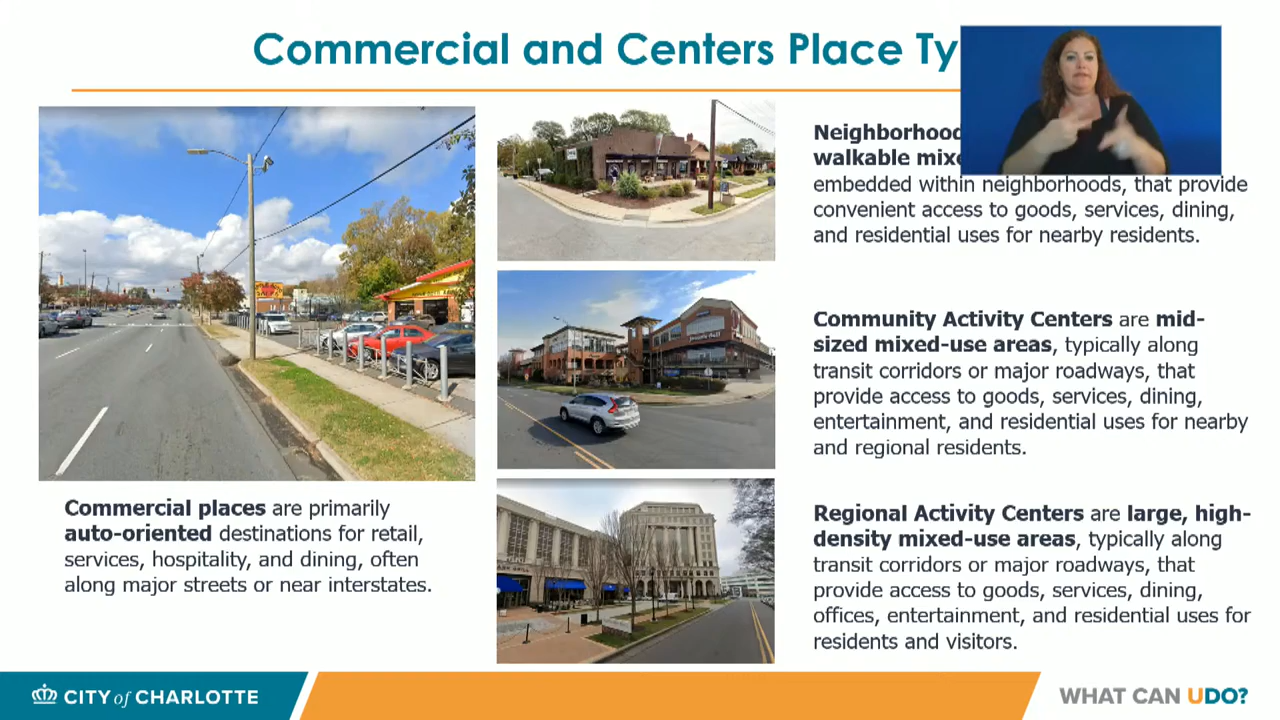 Commercial and Centers Place Ty
Neighborhood
walkable mixe
embedded within neighborhoods, that provide
convenient access to goods, services, dining,
and residential uses for nearby residents.
Community Activity Centers are mid-
sized mixed-use areas, typically along
transit corridors or major roadways, that
provide access to goods, services, dining,
entertainment, and residential uses for nearby
and regional residents.
Commercial places are primarily
auto-oriented destinations for retail,
services, hospitality, and dining, often
along major streets or near interstates.
Regional Activity Centers are large, high-
density mixed-use areas, typically along
transit corridors or major roadways, that
provide access to goods, services, dining,
offices, entertainment, and residential uses for
residents and visitors.
CITY of CHARLOTTE
WHAT CAN UDO?